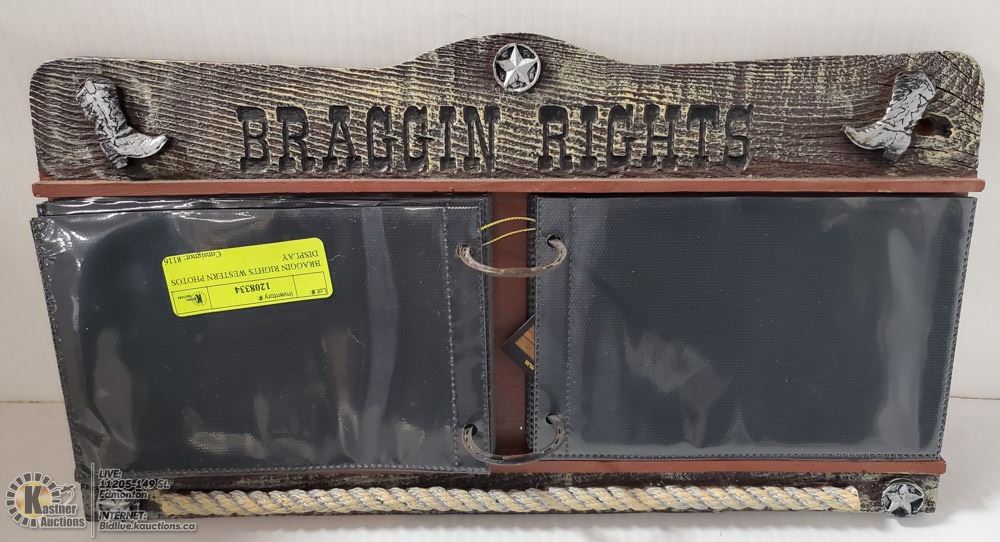 BRAGGIN RIGHTS
Lot #:
Inventory #:
1208334
BRAGGIN RIGHTS WESTERN PHOTOS
DISPLAY
Consignor: 8116
Kastner
Auctions
LIVE:
11205-149 St.
Edmonton
INTERNET:
Bidlive.kauctions.ca